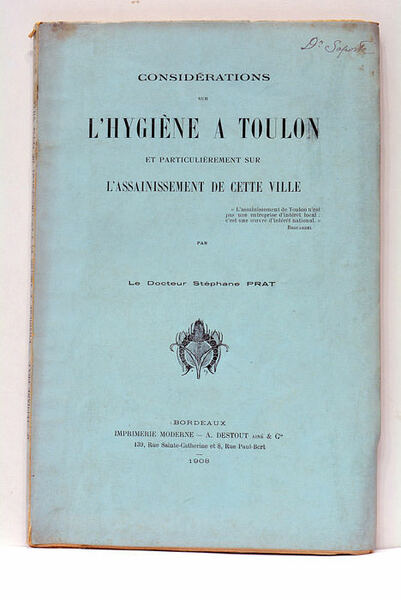 Dr Saporte
CONSIDÉRATIONS
SUR
L'HYGIÈNE A TOULON
ET PARTICULIÈREMENT SUR
L'ASSAINISSEMENT DE CETTE VILLE
« L'assainissement de Toulon n'est
pas une entreprise d'intérêt local :
c'est une œuvre d'intérêt national. »
PAR
Le Docteur Stéphane PRAT
BORDEAUX
IMPRIMERIE MODERNE — A. DESTOUT AINÉ & Cie
139, Rue Sainte-Catherine et 8, Rue Paul-Bert
1908